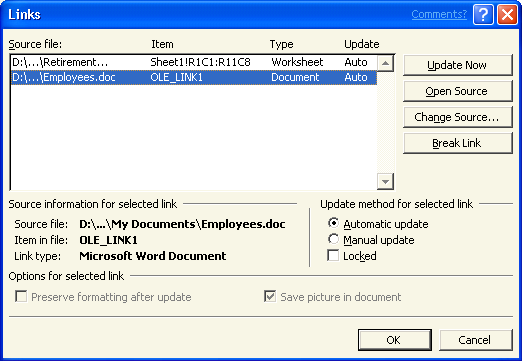 Links Comments? ?
Source file: Item Type Update
D:\...\Retirement... Sheet1!R1C1:R11C8 Worksheet Auto
D:\...\Employees.doc OLE_LINK1 Document Auto
Update Now
Open Source
Change Source...
Break Link
Source information for selected link
Source file: D:\...\My Documents\Employees.doc
Item in file: OLE_LINK1
Link type: Microsoft Word Document
Update method for selected link
Automatic update
Manual update
Locked
Options for selected link
Preserve formatting after update Save picture in document
OK Cancel